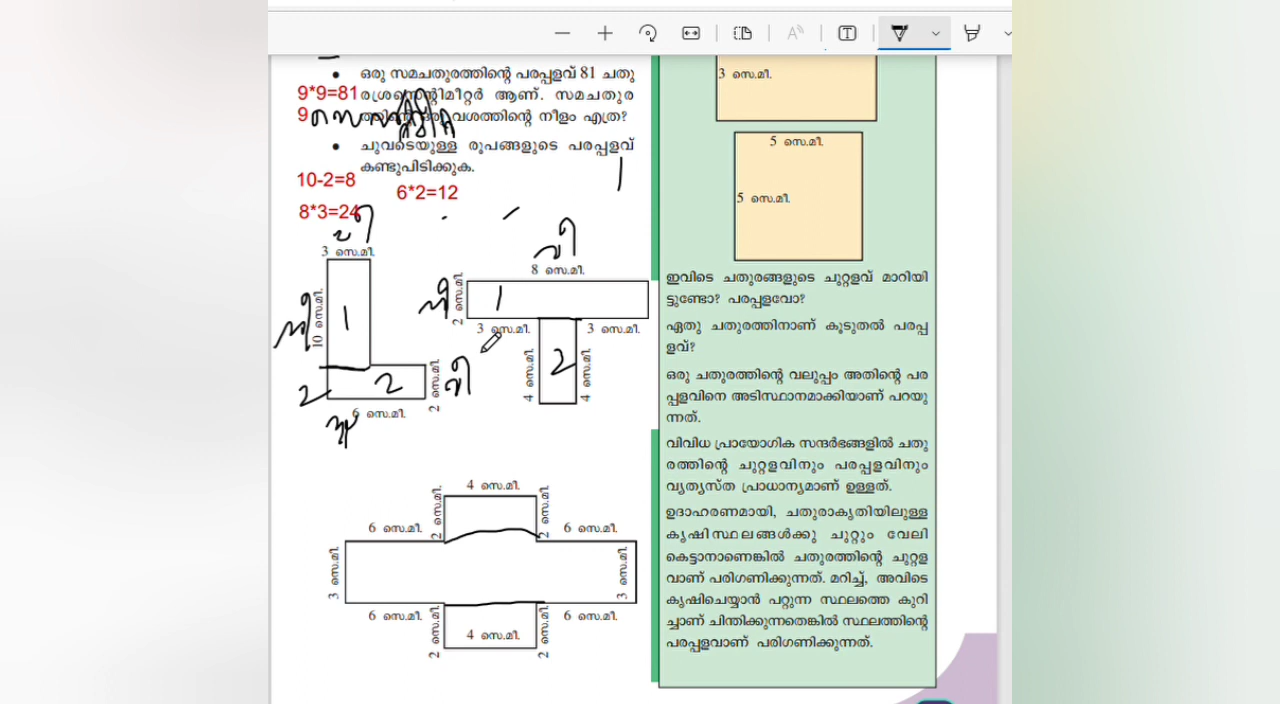 ഒരു സമചതുരത്തിന്റെ പരപ്പളവ് 81 ചതു
9*9=81 രശ്രസെന്റിമീറ്റർ ആണ്. സമചതുര
9 ത്തിന്റെ ഒരു വശത്തിന്റെ നീളം എത്ര?
ചുവടെയുള്ള രൂപങ്ങളുടെ പരപ്പളവ്
കണ്ടുപിടിക്കുക.
10-2=8
6*2=12
8*3=24
വീ
3 സെ.മീ.
10 സെ.മീ.
നീ
1
2
2
2 സെ.മീ.
വീ
6 സെ.മീ.
വീ
8 സെ.മീ.
നീ
2 സെ.മീ.
1
3 സെ.മീ.
3 സെ.മീ.
4 സെ.മീ.
2
4 സെ.മീ.
4 സെ.മീ.
2 സെ.മീ.
2 സെ.മീ.
6 സെ.മീ.
6 സെ.മീ.
3 സെ.മീ.
3 സെ.മീ.
6 സെ.മീ.
6 സെ.മീ.
2 സെ.മീ.
4 സെ.മീ.
2 സെ.മീ.
3 സെ.മീ.
5 സെ.മീ.
5 സെ.മീ.
ഇവിടെ ചതുരങ്ങളുടെ ചുറ്റളവ് മാറിയി
ട്ടുണ്ടോ? പരപ്പളവോ?
ഏതു ചതുരത്തിനാണ് കൂടുതൽ പരപ്പ
ളവ്?
ഒരു ചതുരത്തിന്റെ വലുപ്പം അതിന്റെ പര
പ്പളവിനെ അടിസ്ഥാനമാക്കിയാണ് പറയു
ന്നത്.
വിവിധ പ്രായോഗിക സന്ദർഭങ്ങളിൽ ചതു
രത്തിന്റെ ചുറ്റളവിനും പരപ്പളവിനും
വ്യത്യസ്ത പ്രാധാന്യമാണ് ഉള്ളത്.
ഉദാഹരണമായി, ചതുരാകൃതിയിലുള്ള
കൃഷിസ്ഥലങ്ങൾക്കു ചുറ്റും വേലി
കെട്ടാനാണെങ്കിൽ ചതുരത്തിന്റെ ചുറ്റള
വാണ് പരിഗണിക്കുന്നത്. മറിച്ച്, അവിടെ
കൃഷിചെയ്യാൻ പറ്റുന്ന സ്ഥലത്തെ കുറി
ച്ചാണ് ചിന്തിക്കുന്നതെങ്കിൽ സ്ഥലത്തിന്റെ
പരപ്പളവാണ് പരിഗണിക്കുന്നത്.